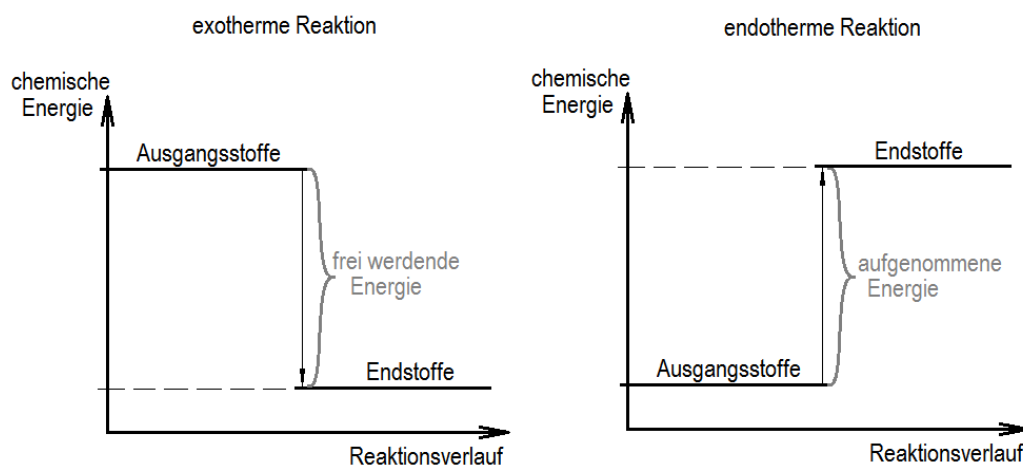 exotherme Reaktion
chemische
Energie
Ausgangsstoffe
frei werdende
Energie
Endstoffe
Reaktionsverlauf
endotherme Reaktion
chemische
Energie
Endstoffe
aufgenommene
Energie
Ausgangsstoffe
Reaktionsverlauf